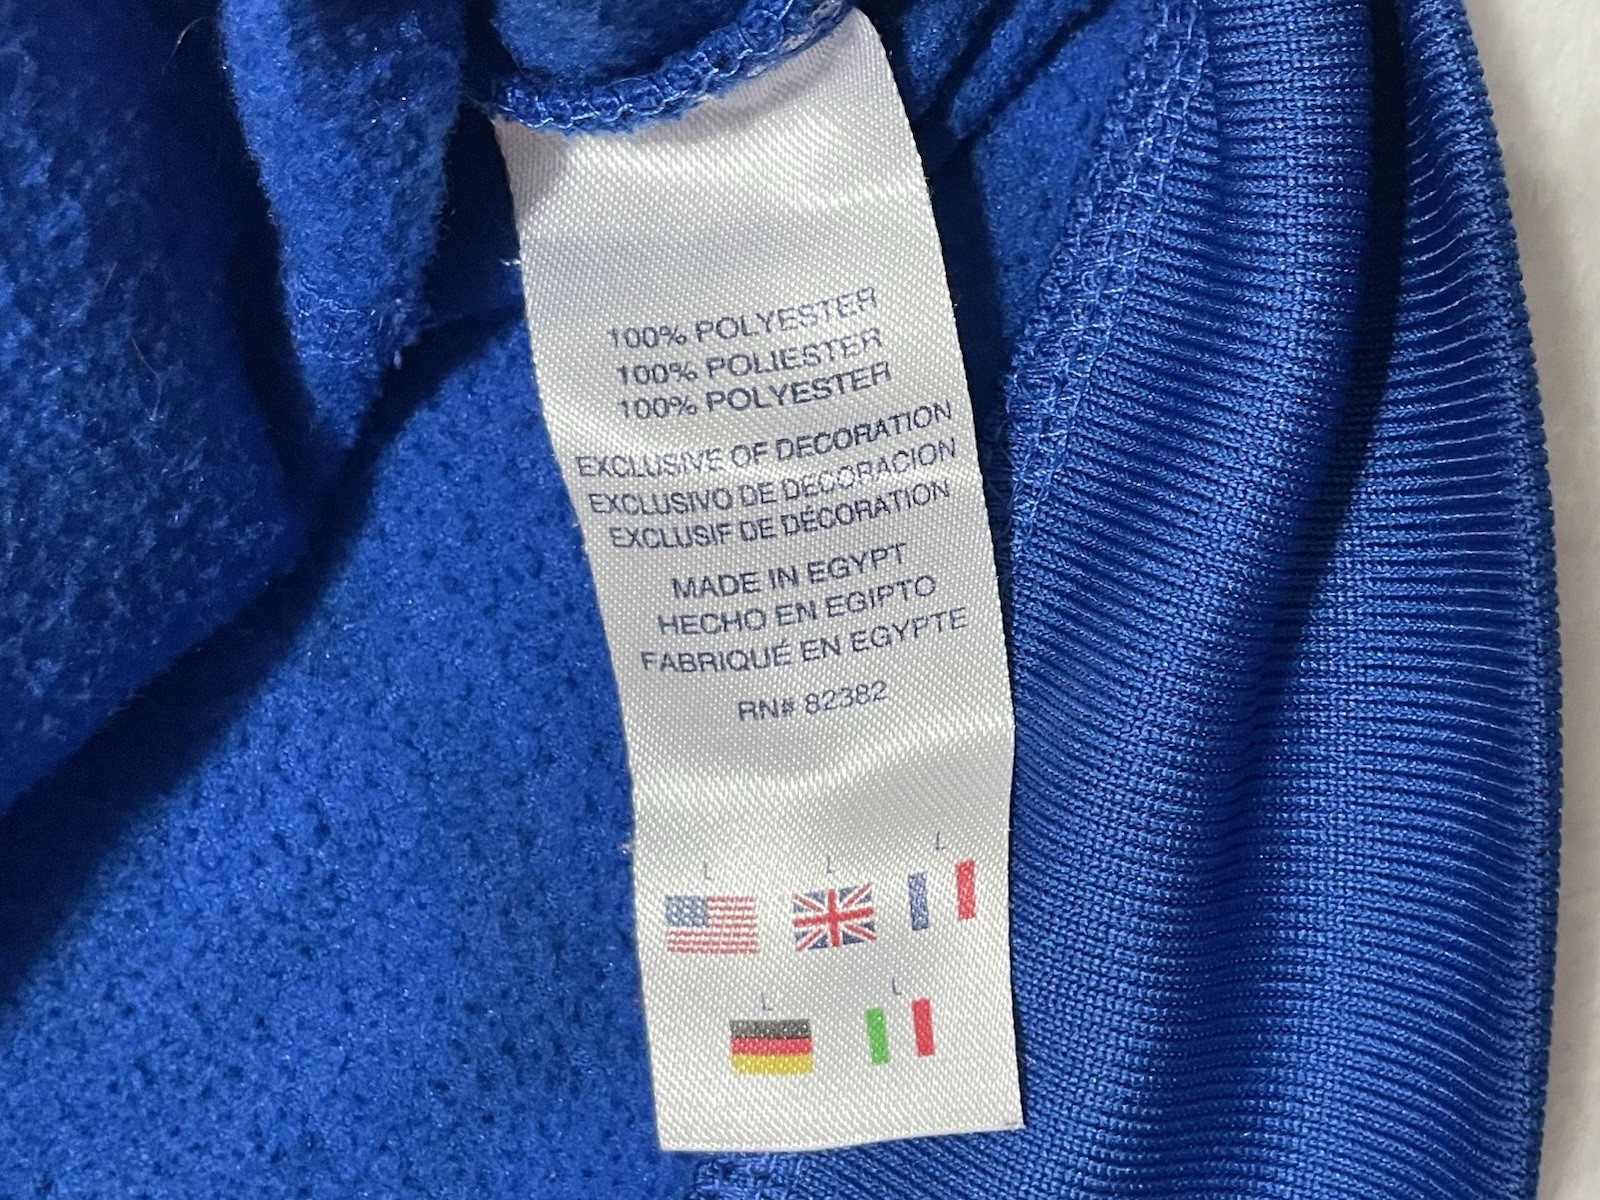 100% POLYESTER
100% POLIESTER
100% POLYESTER
EXCLUSIVE OF DECORATION
EXCLUSIVO DE DECORACION
EXCLUSIF DE DÉCORATION
MADE IN EGYPT
HECHO EN EGIPTO
FABRIQUÉ EN EGYPTE
RN# 82382
L L L
L L